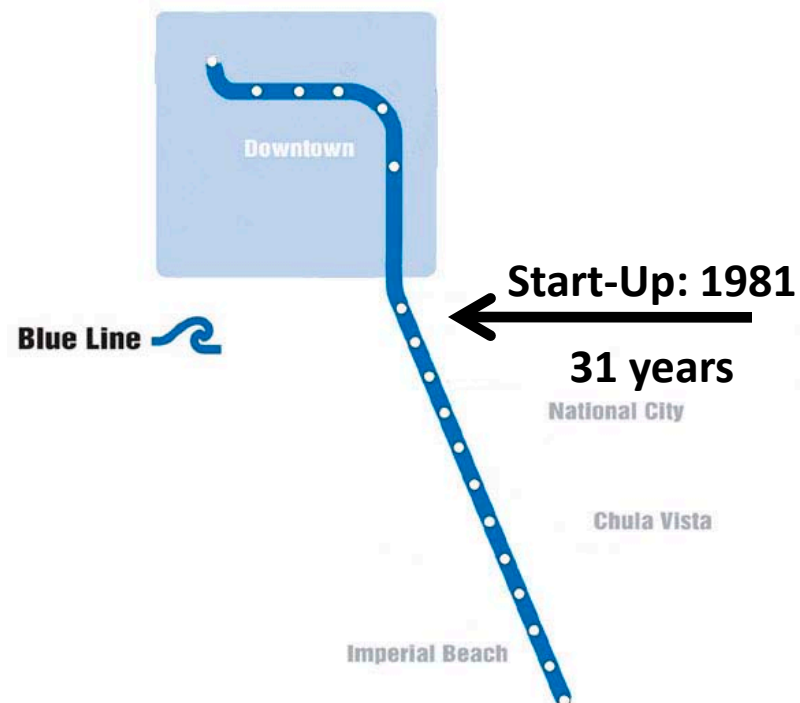 Downtown
Start-Up: 1981
Blue Line
31 years
National City
Chula Vista
Imperial Beach